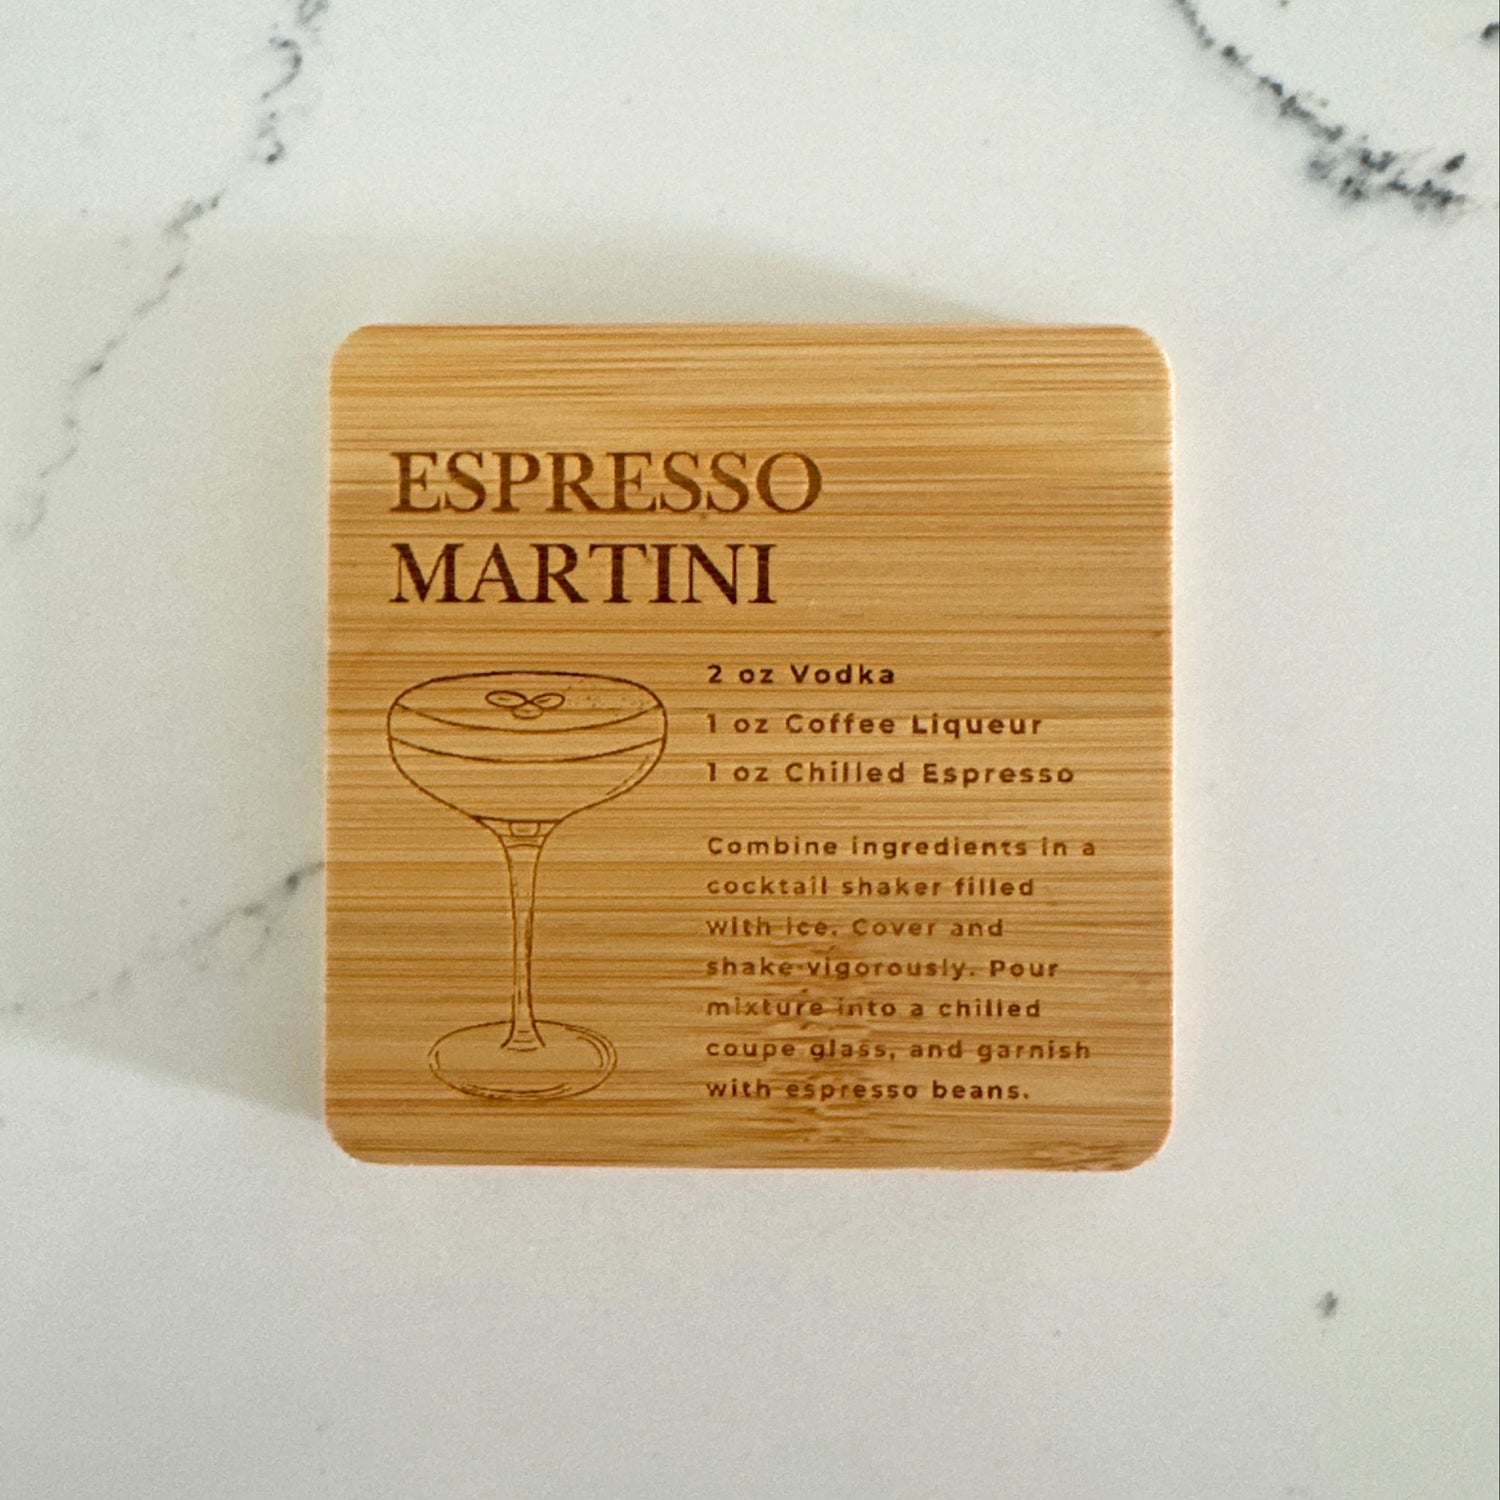 ESPRESSO
MARTINI
2 oz Vodka
1 oz Coffee Liqueur
1 oz Chilled Espresso
Combine ingredients in a
cocktail shaker filled
with ice. Cover and
shake vigorously. Pour
mixture into a chilled
coupe glass, and garnish
with espresso beans.